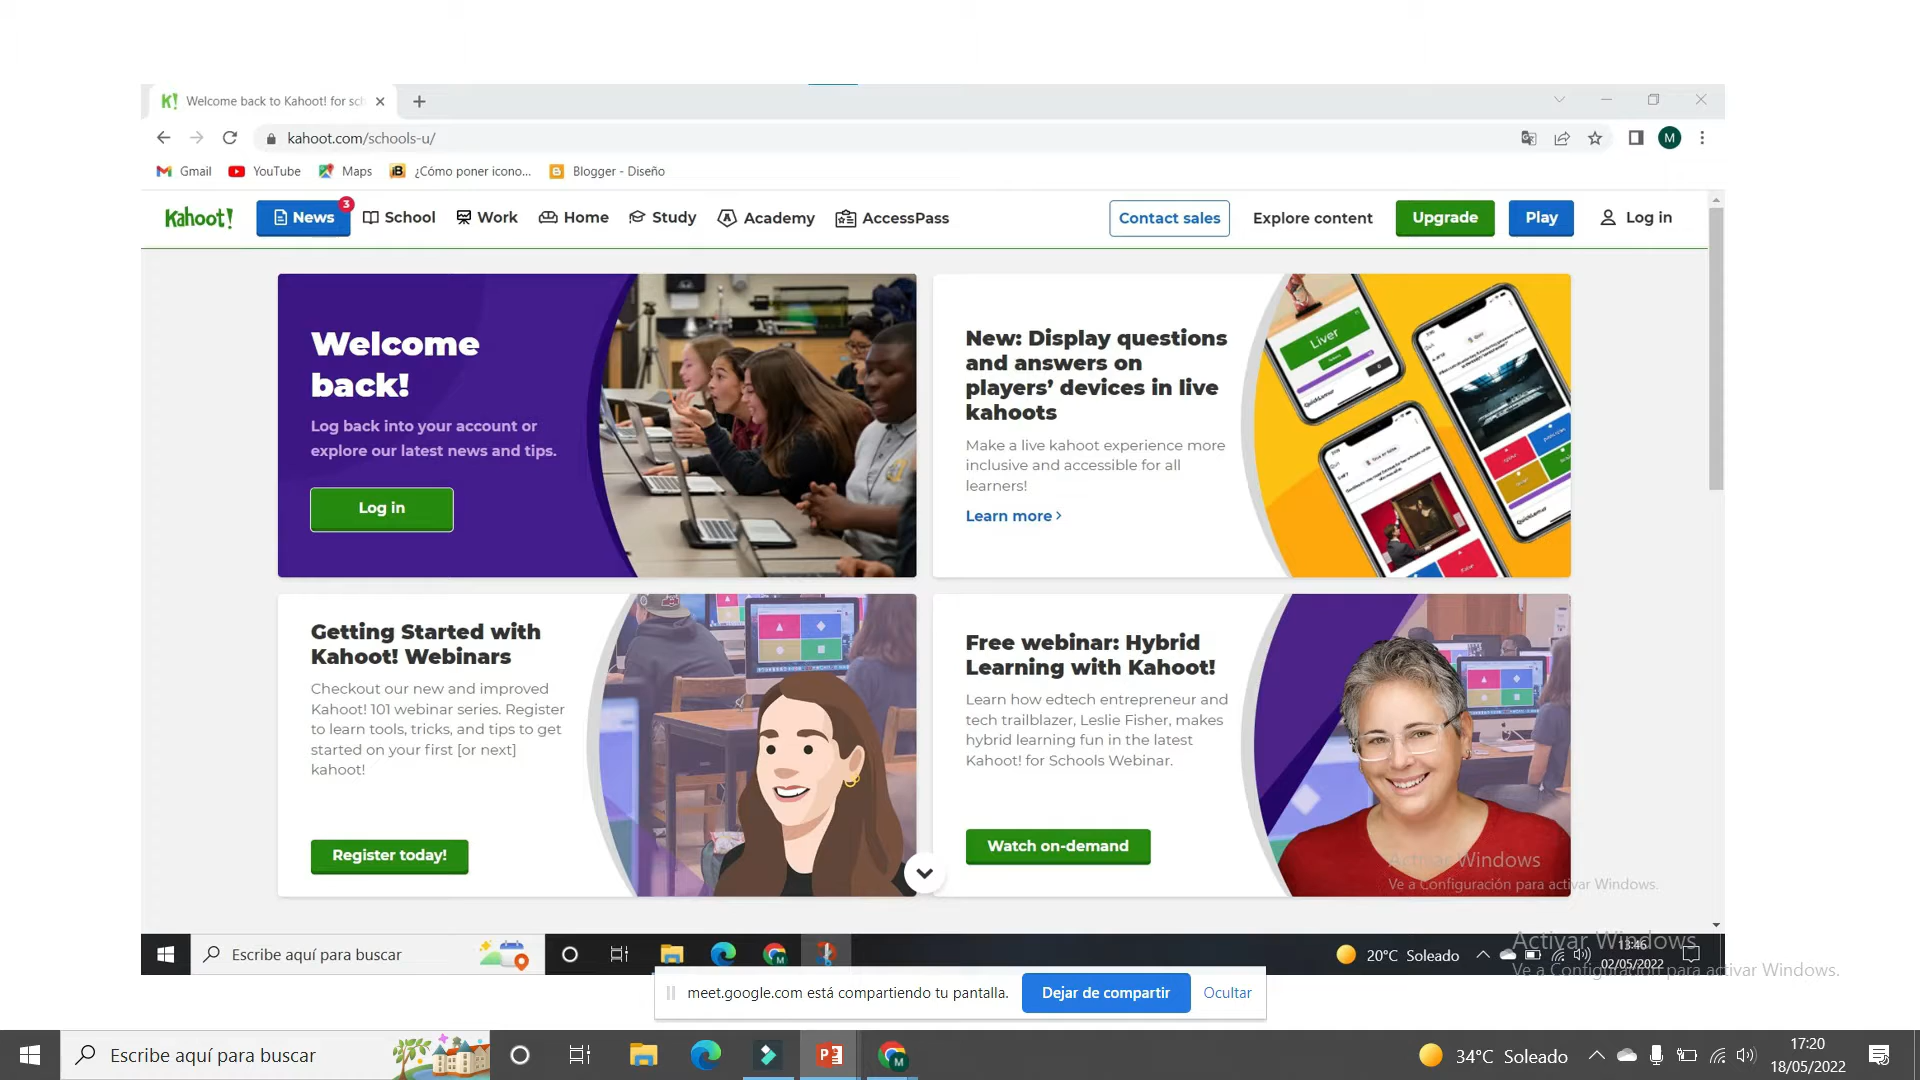 Welcome back to Kahoot! for sc
kahoot.com/schools-u/
M
Gmail
YouTube
Maps
¿Cómo poner icono...
Blogger - Diseño
Kahoot!
News
3
School
Work
Home
Study
Academy
AccessPass
Contact sales
Explore content
Upgrade
Play
Log in
Welcome
back!
Log back into your account or
explore our latest news and tips.
Log in
New: Display questions
and answers on
players’ devices in live
kahoots
Make a live kahoot experience more
inclusive and accessible for all
learners!
Learn more
Liver
Getting Started with
Kahoot! Webinars
Checkout our new and improved
Kahoot! 101 webinar series. Register
to learn tools, tricks, and tips to get
started on your first [or next]
kahoot!
Register today!
Free webinar: Hybrid
Learning with Kahoot!
Learn how edtech entrepreneur and
tech trailblazer, Leslie Fisher, makes
hybrid learning fun in the latest
Kahoot! for Schools Webinar.
Watch on-demand
Activar Windows
Ve a Configuración para activar Windows.
Escribe aquí para buscar
20°C Soleado
13:46
02/05/2022
Activar Windows
Ve a Configuración para activar Windows.
meet.google.com está compartiendo tu pantalla.
Dejar de compartir
Ocultar
Escribe aquí para buscar
34°C Soleado
17:20
18/05/2022